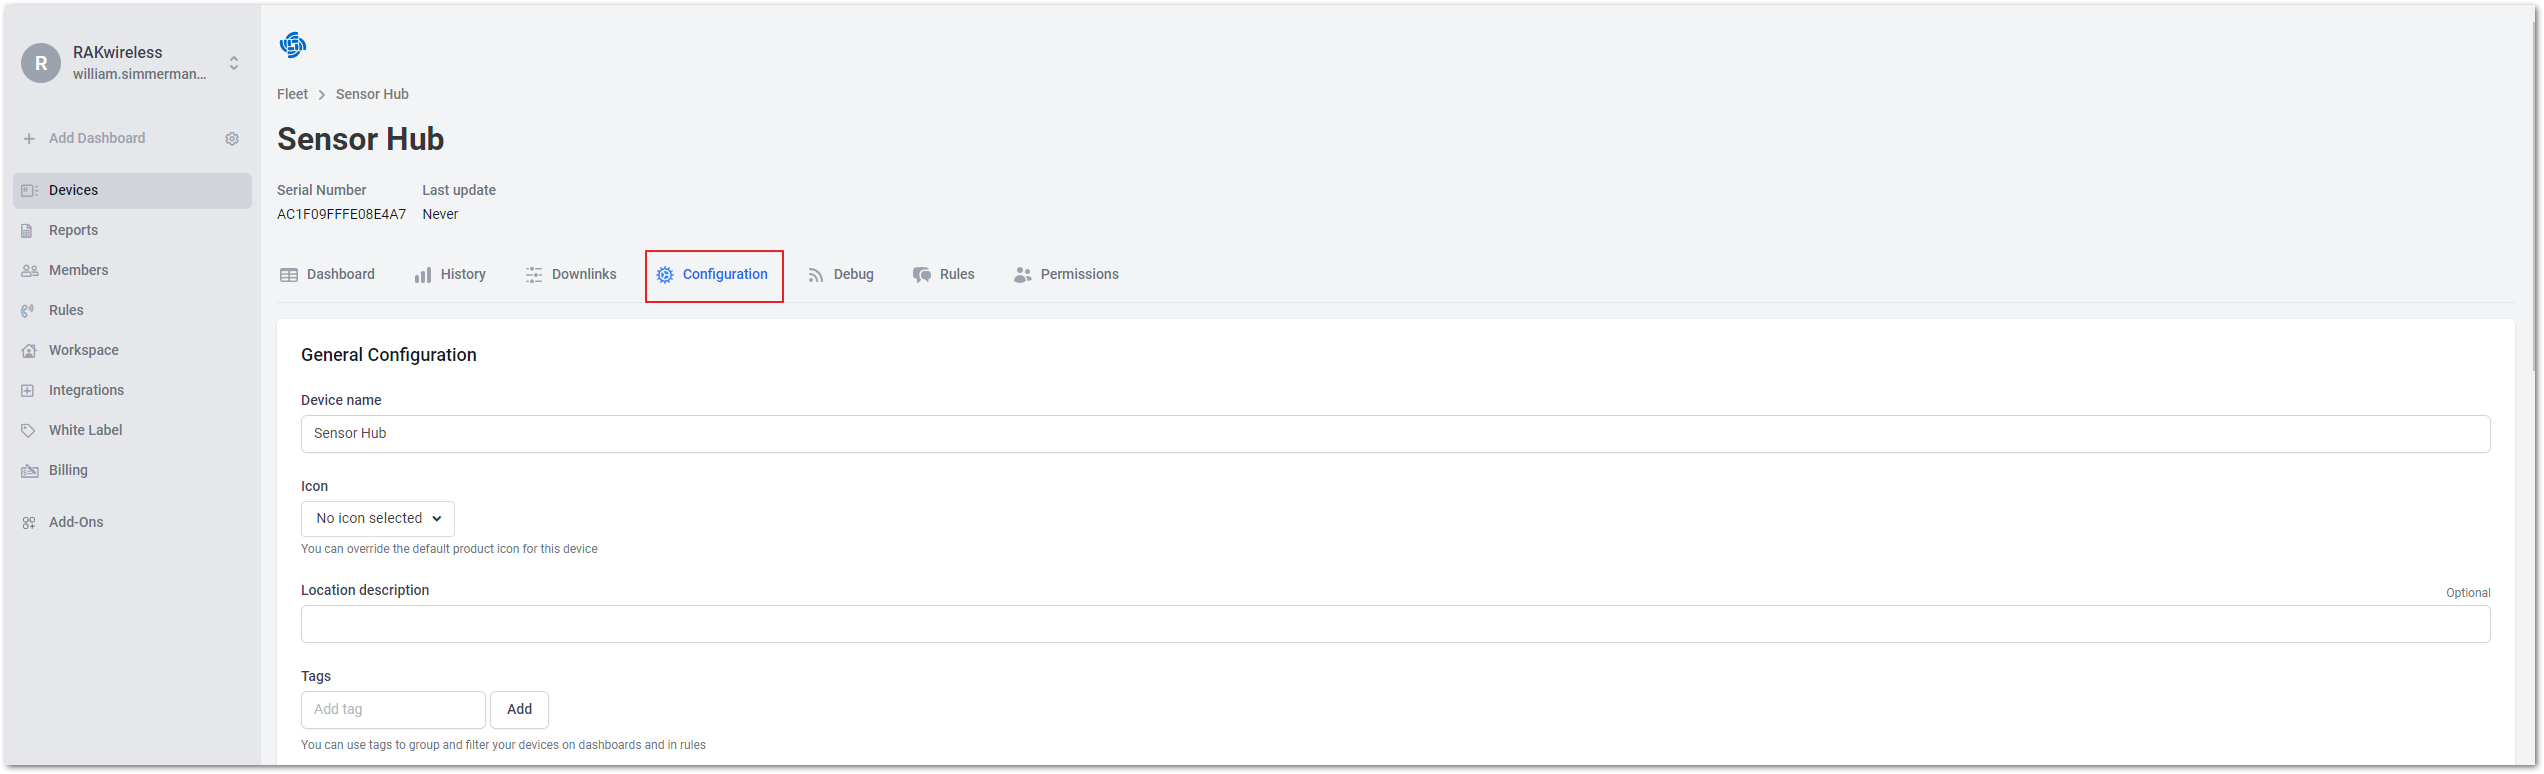 R
RAKwireless
william.simmerman...
Add Dashboard
Devices
Reports
Members
Rules
Workspace
Integrations
White Label
Billing
Add-Ons
Fleet > Sensor Hub
Sensor Hub
Serial Number Last update
AC1F09FFFE08E4A7 Never
Dashboard History Downlinks Configuration Debug Rules Permissions
General Configuration
Device name
Sensor Hub
Icon
No icon selected
You can override the default product icon for this device
Location description Optional
Tags
Add tag Add
You can use tags to group and filter your devices on dashboards and in rules